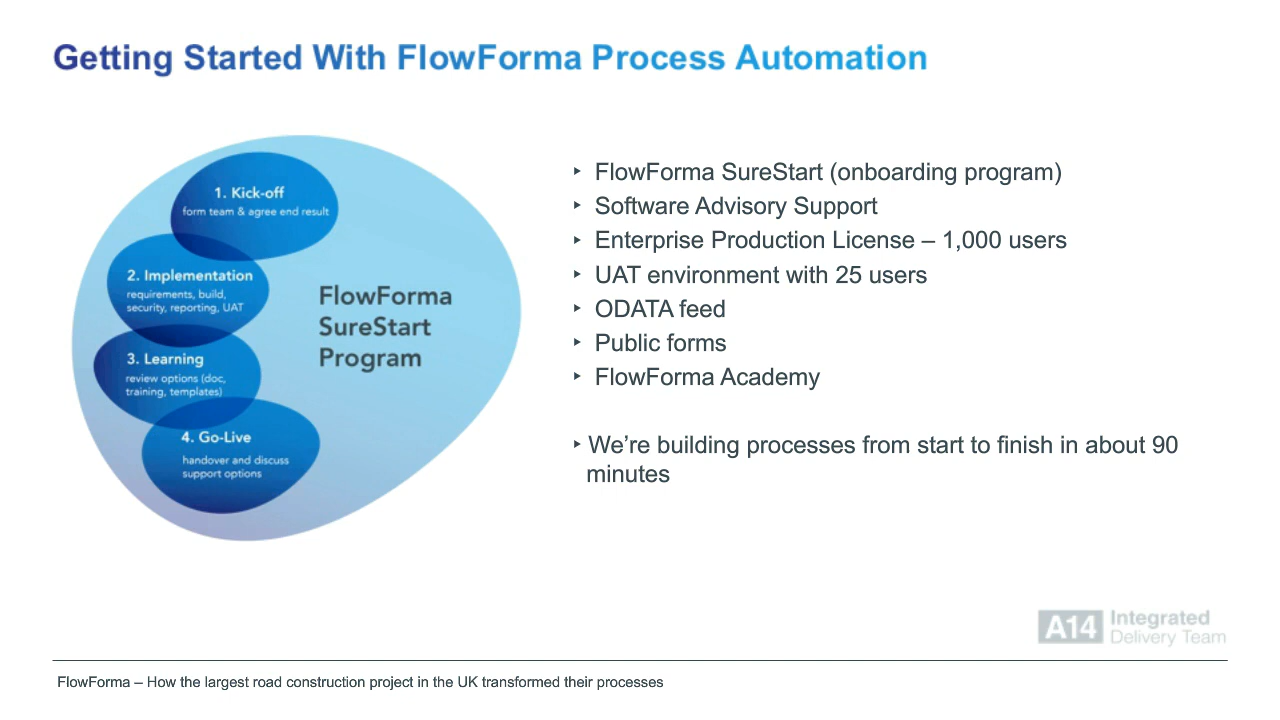 Getting Started With FlowForma Process Automation
1. Kick-off
form team & agree end result
2. Implementation
requirements, build,
security, reporting, UAT
3. Learning
review options (doc,
training, templates)
4. Go-Live
handover and discuss
support options
FlowForma
SureStart
Program
‣ FlowForma SureStart (onboarding program)
‣ Software Advisory Support
‣ Enterprise Production License – 1,000 users
‣ UAT environment with 25 users
‣ ODATA feed
‣ Public forms
‣ FlowForma Academy
‣ We’re building processes from start to finish in about 90
minutes
A14 Integrated
Delivery Team
FlowForma – How the largest road construction project in the UK transformed their processes